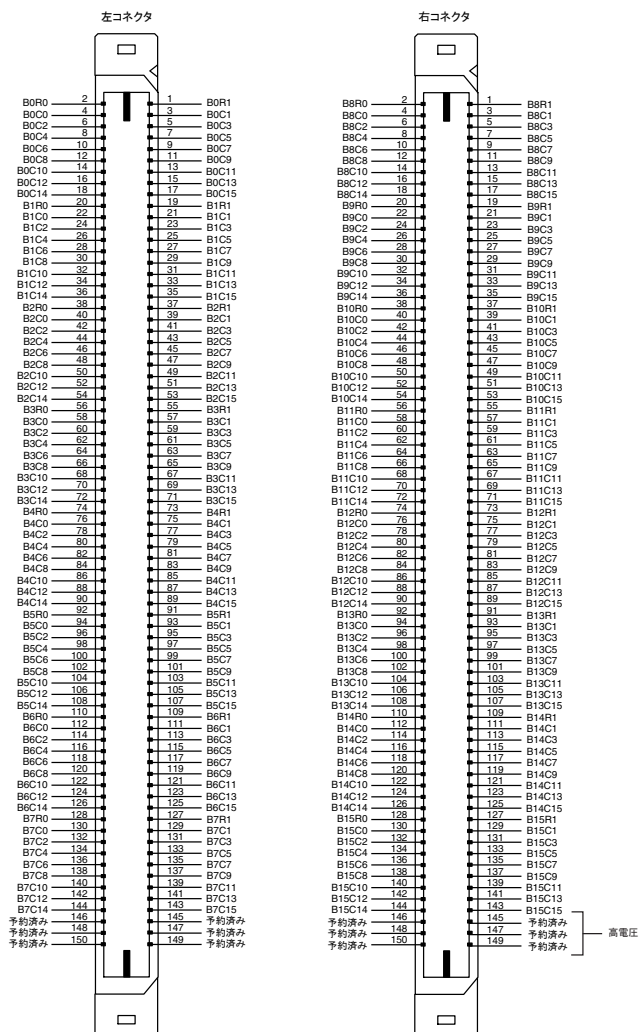 左コネクタ
B0R0 2 1 B0R1
B0C0 4 3 B0C1
B0C2 6 5 B0C3
B0C4 8 7 B0C5
B0C6 10 9 B0C7
B0C8 12 11 B0C9
B0C10 14 13 B0C11
B0C12 16 15 B0C13
B0C14 18 17 B0C15
B1R0 20 19 B1R1
B1C0 22 21 B1C1
B1C2 24 23 B1C3
B1C4 26 25 B1C5
B1C6 28 27 B1C7
B1C8 30 29 B1C9
B1C10 32 31 B1C11
B1C12 34 33 B1C13
B1C14 36 35 B1C15
B2R0 38 37 B2R1
B2C0 40 39 B2C1
B2C2 42 41 B2C3
B2C4 44 43 B2C5
B2C6 46 45 B2C7
B2C8 48 47 B2C9
B2C10 50 49 B2C11
B2C12 52 51 B2C13
B2C14 54 53 B2C15
B3R0 56 55 B3R1
B3C0 58 57 B3C1
B3C2 60 59 B3C3
B3C4 62 61 B3C5
B3C6 64 63 B3C7
B3C8 66 65 B3C9
B3C10 68 67 B3C11
B3C12 70 69 B3C13
B3C14 72 71 B3C15
B4R0 74 73 B4R1
B4C0 76 75 B4C1
B4C2 78 77 B4C3
B4C4 80 79 B4C5
B4C6 82 81 B4C7
B4C8 84 83 B4C9
B4C10 86 85 B4C11
B4C12 88 87 B4C13
B4C14 90 89 B4C15
B5R0 92 91 B5R1
B5C0 94 93 B5C1
B5C2 96 95 B5C3
B5C4 98 97 B5C5
B5C6 100 99 B5C7
B5C8 102 101 B5C9
B5C10 104 103 B5C11
B5C12 106 105 B5C13
B5C14 108 107 B5C15
B6R0 110 109 B6R1
B6C0 112 111 B6C1
B6C2 114 113 B6C3
B6C4 116 115 B6C5
B6C6 118 117 B6C7
B6C8 120 119 B6C9
B6C10 122 121 B6C11
B6C12 124 123 B6C13
B6C14 126 125 B6C15
B7R0 128 127 B7R1
B7C0 130 129 B7C1
B7C2 132 131 B7C3
B7C4 134 133 B7C5
B7C6 136 135 B7C7
B7C8 138 137 B7C9
B7C10 140 139 B7C11
B7C12 142 141 B7C13
B7C14 144 143 B7C15
予約済み 146 145 予約済み
予約済み 148 147 予約済み
予約済み 150 149 予約済み
右コネクタ
B8R0 2 1 B8R1
B8C0 4 3 B8C1
B8C2 6 5 B8C3
B8C4 8 7 B8C5
B8C6 10 9 B8C7
B8C8 12 11 B8C9
B8C10 14 13 B8C11
B8C12 16 15 B8C13
B8C14 18 17 B8C15
B9R0 20 19 B9R1
B9C0 22 21 B9C1
B9C2 24 23 B9C3
B9C4 26 25 B9C5
B9C6 28 27 B9C7
B9C8 30 29 B9C9
B9C10 32 31 B9C11
B9C12 34 33 B9C13
B9C14 36 35 B9C15
B10R0 38 37 B10R1
B10C0 40 39 B10C1
B10C2 42 41 B10C3
B10C4 44 43 B10C5
B10C6 46 45 B10C7
B10C8 48 47 B10C9
B10C10 50 49 B10C11
B10C12 52 51 B10C13
B10C14 54 53 B10C15
B11R0 56 55 B11R1
B11C0 58 57 B11C1
B11C2 60 59 B11C3
B11C4 62 61 B11C5
B11C6 64 63 B11C7
B11C8 66 65 B11C9
B11C10 68 67 B11C11
B11C12 70 69 B11C13
B11C14 72 71 B11C15
B12R0 74 73 B12R1
B12C0 76 75 B12C1
B12C2 78 77 B12C3
B12C4 80 79 B12C5
B12C6 82 81 B12C7
B12C8 84 83 B12C9
B12C10 86 85 B12C11
B12C12 88 87 B12C13
B12C14 90 89 B12C15
B13R0 92 91 B13R1
B13C0 94 93 B13C1
B13C2 96 95 B13C3
B13C4 98 97 B13C5
B13C6 100 99 B13C7
B13C8 102 101 B13C9
B13C10 104 103 B13C11
B13C12 106 105 B13C13
B13C14 108 107 B13C15
B14R0 110 109 B14R1
B14C0 112 111 B14C1
B14C2 114 113 B14C3
B14C4 116 115 B14C5
B14C6 118 117 B14C7
B14C8 120 119 B14C9
B14C10 122 121 B14C11
B14C12 124 123 B14C13
B14C14 126 125 B14C15
B15R0 128 127 B15R1
B15C0 130 129 B15C1
B15C2 132 131 B15C3
B15C4 134 133 B15C5
B15C6 136 135 B15C7
B15C8 138 137 B15C9
B15C10 140 139 B15C11
B15C12 142 141 B15C13
B15C14 144 143 B15C15
予約済み 146 145 予約済み
予約済み 148 147 予約済み 高電圧
予約済み 150 149 予約済み